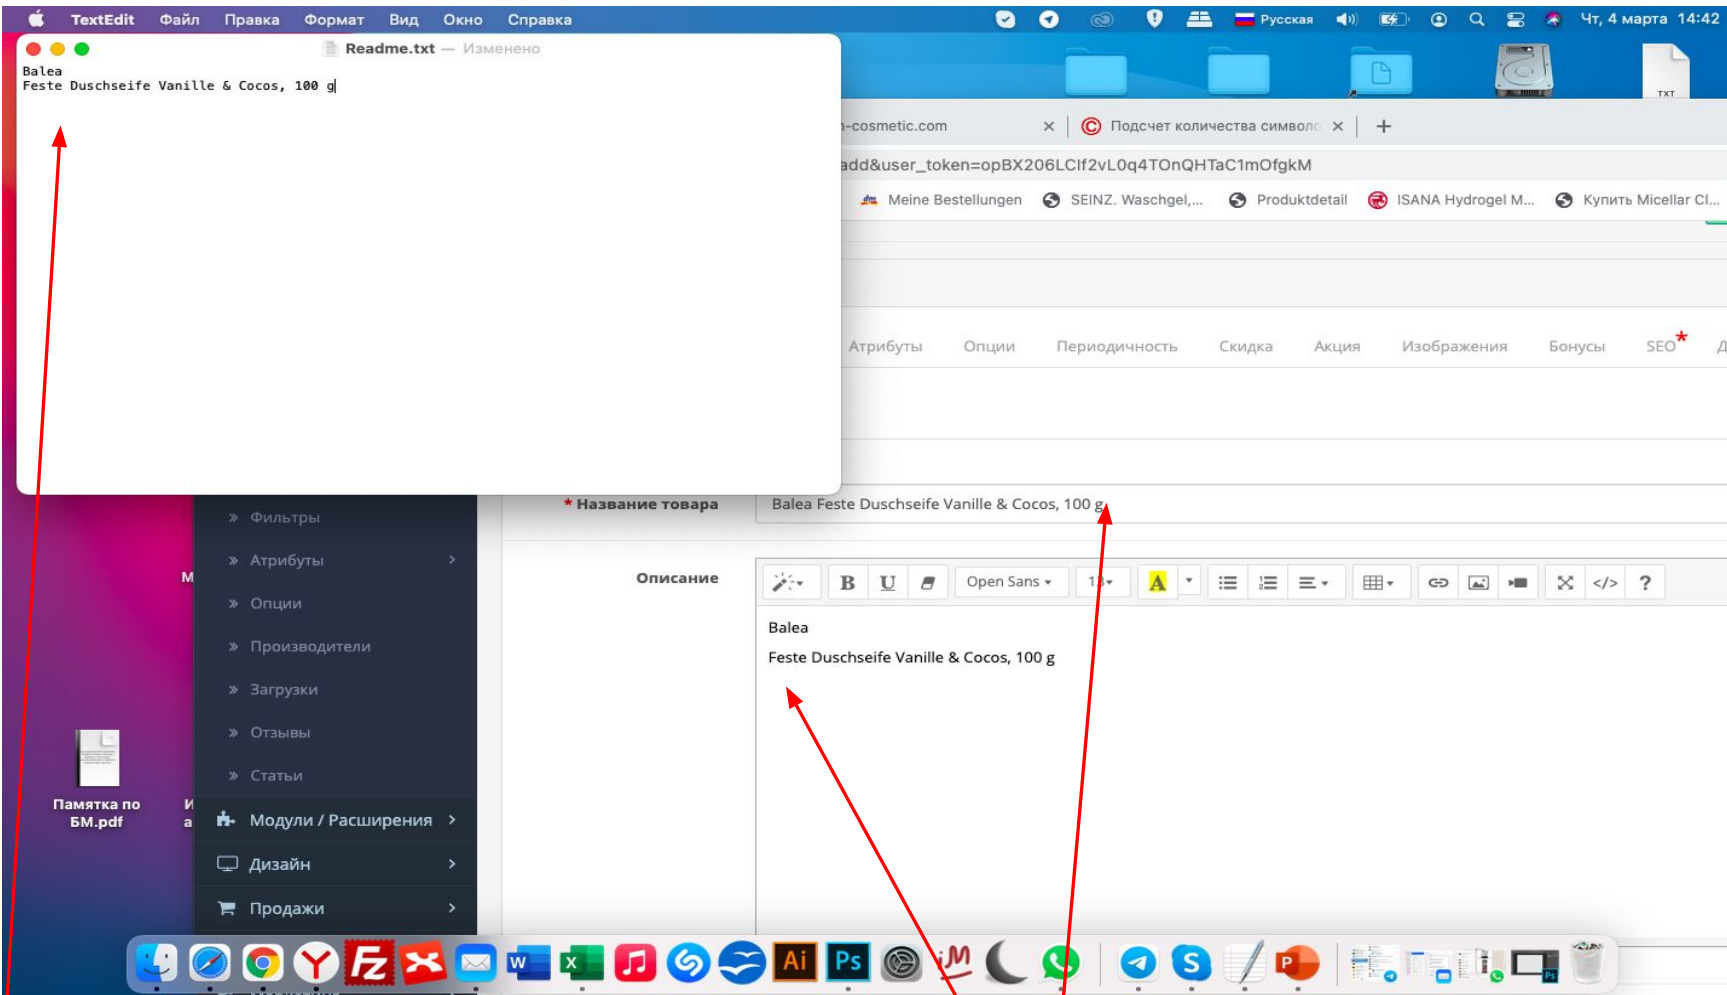 TextEdit Файл Правка Формат Вид Окно Справка
Русская
Чт, 4 марта 14:42
Readme.txt — Изменено
Balea
Feste Duschseife Vanille & Cocos, 100 g
TXT
n-cosmetic.com
Подсчет количества символо
add&user_token=opBX206LCIf2vL0q4TOnQHTaC1mOfgkM
Meine Bestellungen
SEINZ. Waschgel,...
Produktdetail
ISANA Hydrogel M...
Купить Micellar Cl...
Атрибуты Опции Периодичность Скидка Акция Изображения Бонусы SEO* Д
* Название товара
Balea Feste Duschseife Vanille & Cocos, 100 g
Описание
B U Open Sans A </> ?
Balea
Feste Duschseife Vanille & Cocos, 100 g
» Фильтры
» Атрибуты
» Опции
» Производители
» Загрузки
» Отзывы
» Статьи
Модули / Расширения
Дизайн
Продажи
М
Памятка по
БМ.pdf
И
а
Ai
Ps